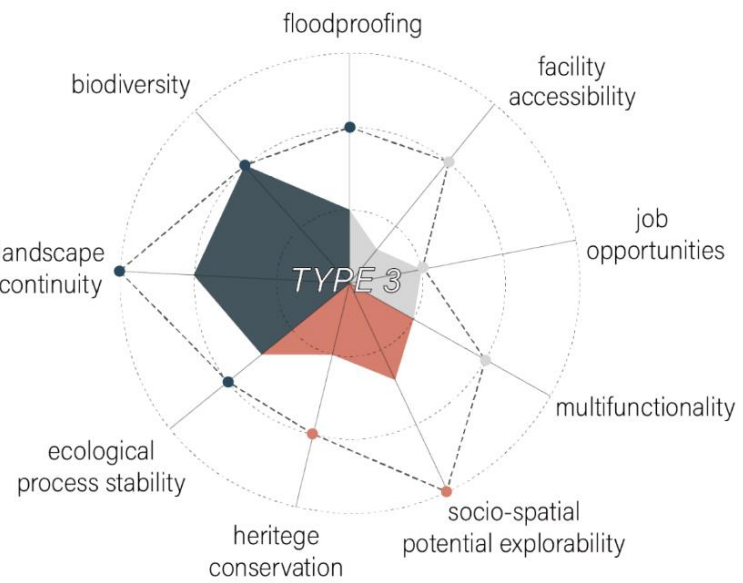 floodproofing
facility
accessibility
biodiversity
job
opportunities
landscape
continuity
TYPE 3
multifunctionality
ecological
process stability
socio-spatial
potential explorability
heritege
conservation